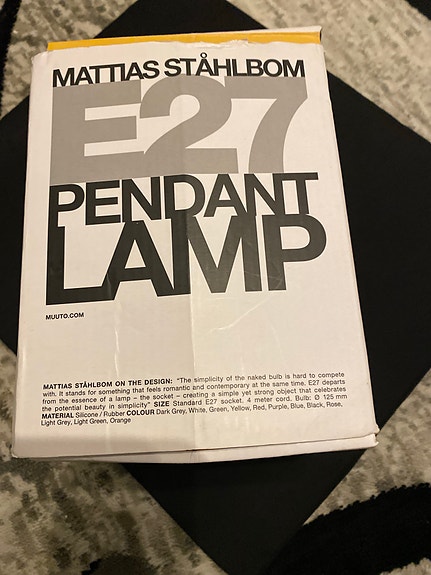 MATTIAS STÅHLBOM
E27
PENDANT
LAMP
MUUTO.COM
MATTIAS STÅHLBOM ON THE DESIGN: "The simplicity of the naked bulb is hard to compete
with. It stands for something that feels romantic and contemporary at the same time. E27 departs
from the essence of a lamp – the socket – creating a simple yet strong object that celebrates
the potential beauty in simplicity" SIZE Standard E27 socket. 4 meter cord. Bulb: Ø 125 mm
MATERIAL Silicone / Rubber COLOUR Dark Grey, White, Green, Yellow, Red, Purple, Blue, Black, Rose,
Light Grey, Light Green, Orange